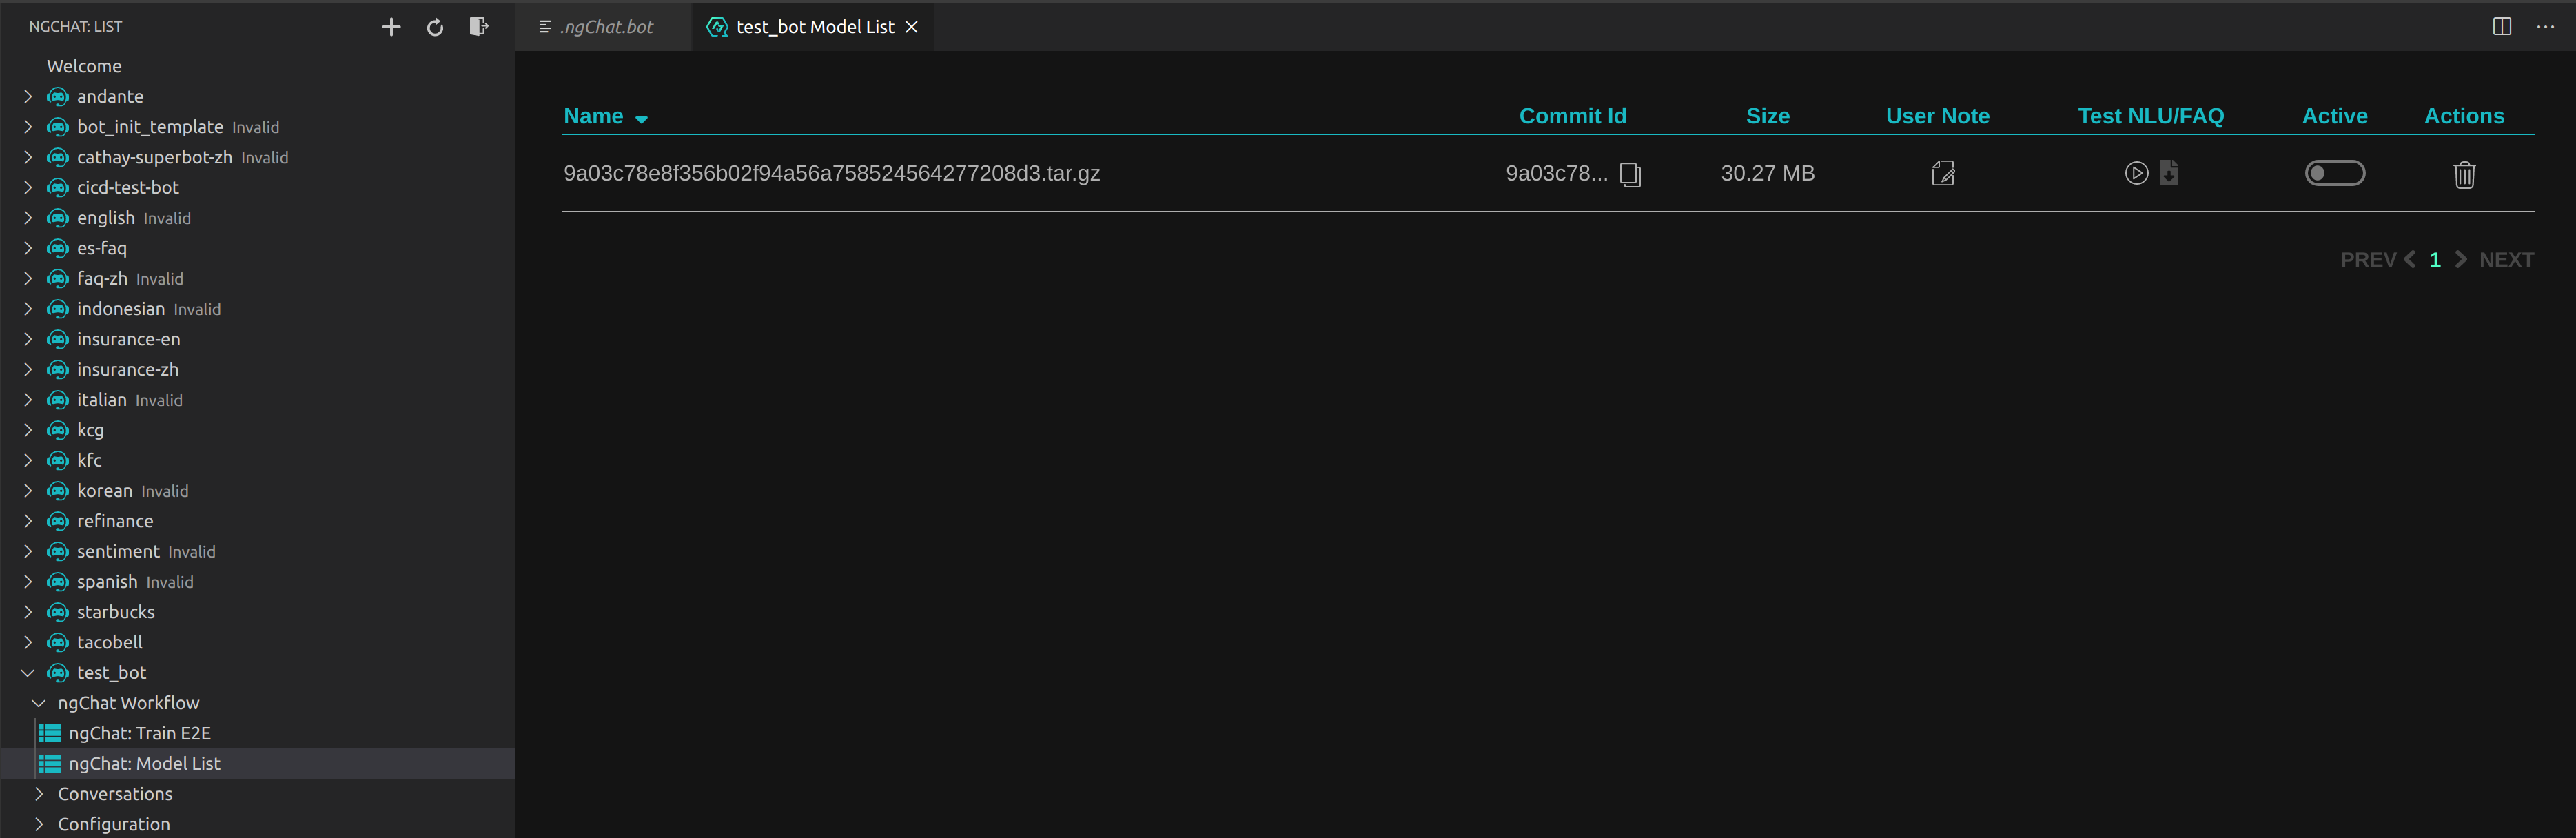 NGCHAT: LIST
Welcome
andante
bot_init_template Invalid
cathay-superbot-zh Invalid
cicd-test-bot
english Invalid
es-faq
faq-zh Invalid
indonesian Invalid
insurance-en
insurance-zh
italian Invalid
kcg
kfc
korean Invalid
refinance
sentiment Invalid
spanish Invalid
starbucks
tacobell
test_bot
ngChat Workflow
ngChat: Train E2E
ngChat: Model List
Conversations
Configuration
.ngChat.bot
test_bot Model List
Name Commit Id Size User Note Test NLU/FAQ Active Actions
9a03c78e8f356b02f94a56a758524564277208d3.tar.gz 9a03c78... 30.27 MB
PREV 1 NEXT